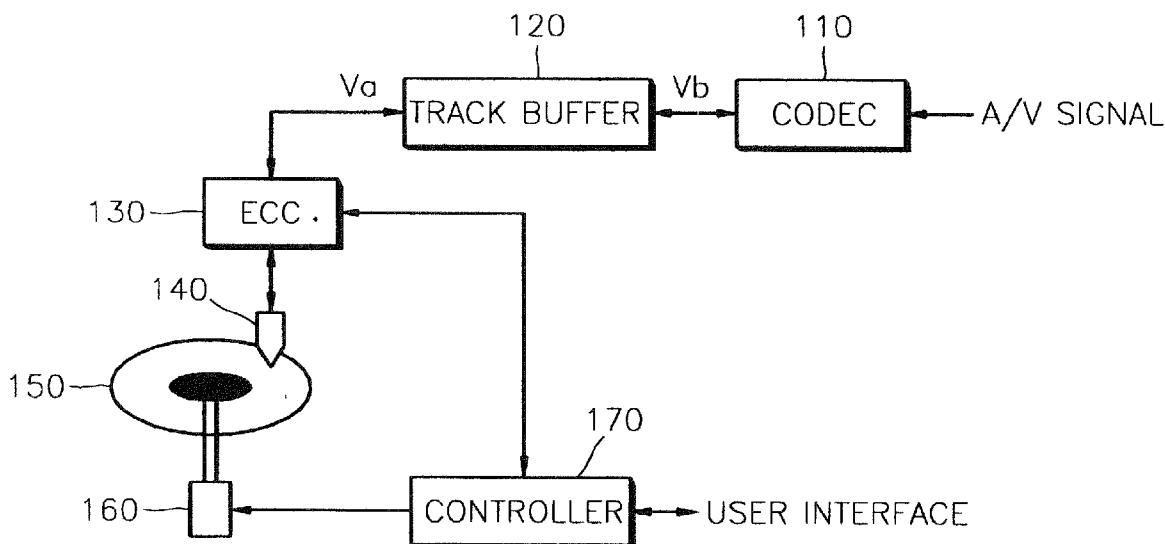 120
110
Va
Vb
TRACK BUFFER
CODEC
A/V SIGNAL
130
ECC .
140
150
170
160
CONTROLLER
USER INTERFACE